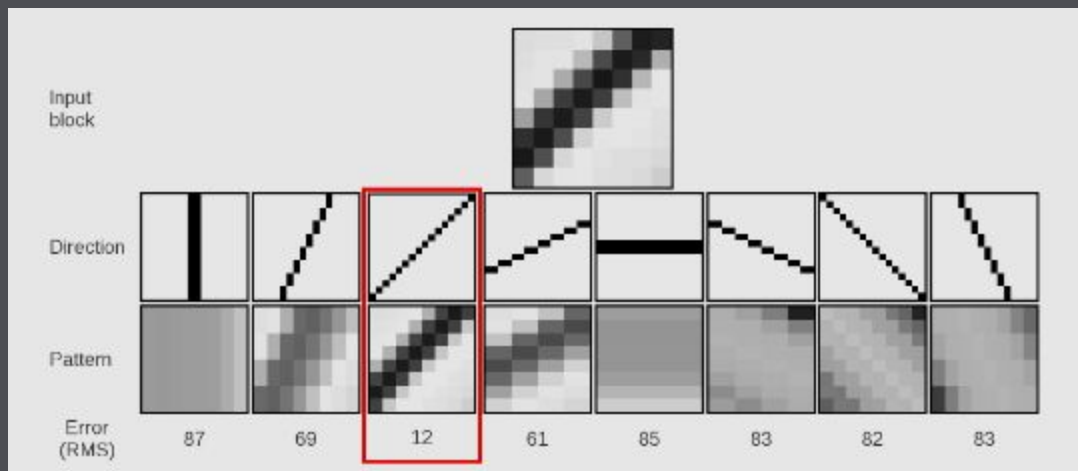 Input
block
Direction
Pattern
Error
(RMS)
87 69 12 61 85 83 82 83